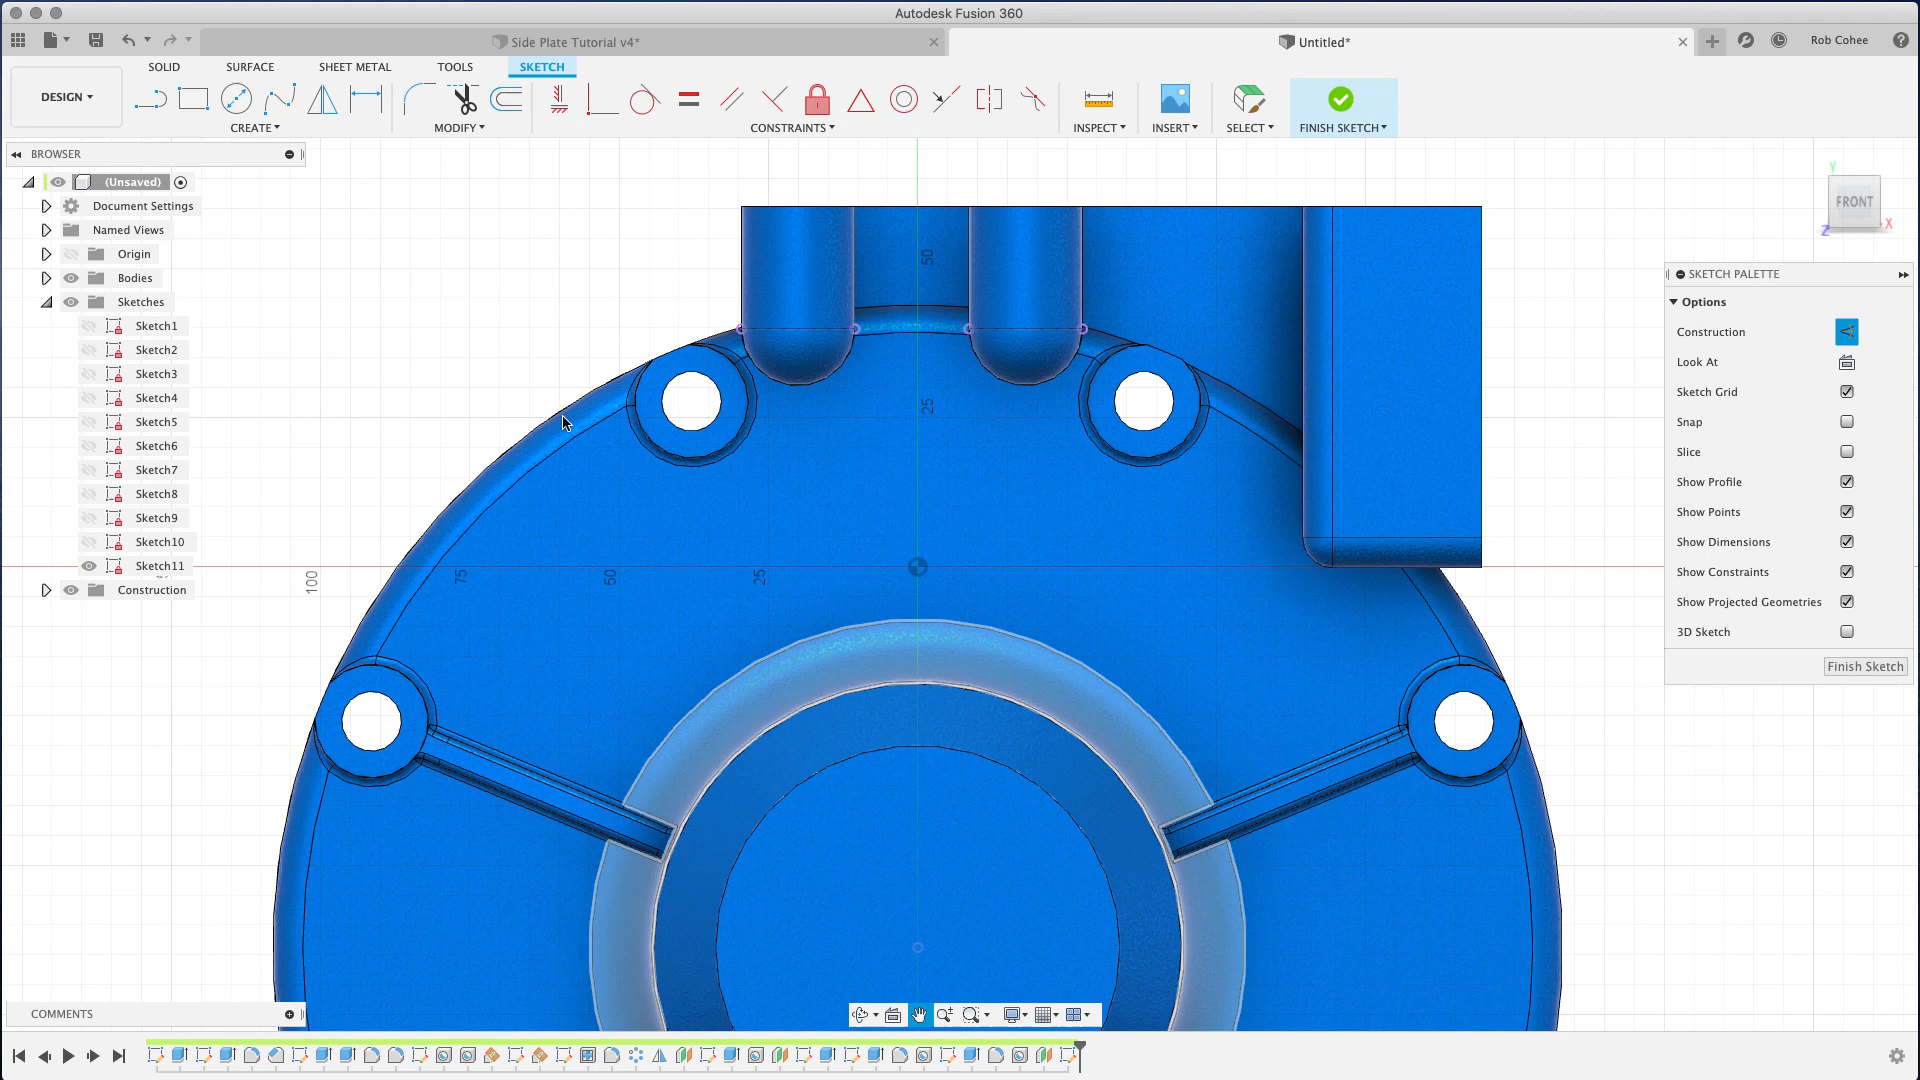 Autodesk Fusion 360
Side Plate Tutorial v4*
Untitled*
Rob Cohee
DESIGN
SOLID
SURFACE
SHEET METAL
TOOLS
SKETCH
CREATE
MODIFY
CONSTRAINTS
INSPECT
INSERT
SELECT
FINISH SKETCH
BROWSER
(Unsaved)
Document Settings
Named Views
Origin
Bodies
Sketches
Sketch1
Sketch2
Sketch3
Sketch4
Sketch5
Sketch6
Sketch7
Sketch8
Sketch9
Sketch10
Sketch11
Construction
50
25
100
75
50
25
Y
FRONT
Z
X
SKETCH PALETTE
Options
Construction
Look At
Sketch Grid
Snap
Slice
Show Profile
Show Points
Show Dimensions
Show Constraints
Show Projected Geometries
3D Sketch
Finish Sketch
COMMENTS